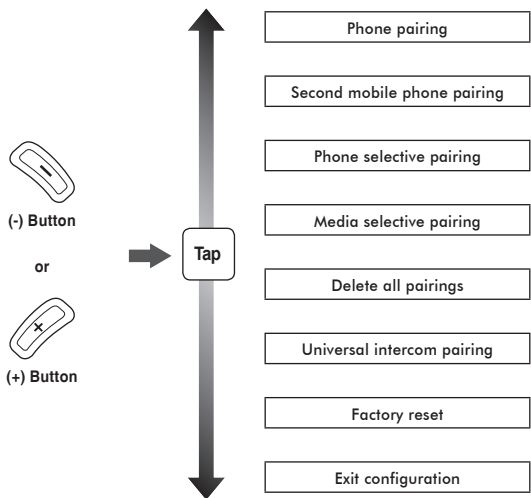 (-) Button
or
(+) Button
Tap
Phone pairing
Second mobile phone pairing
Phone selective pairing
Media selective pairing
Delete all pairings
Universal intercom pairing
Factory reset
Exit configuration